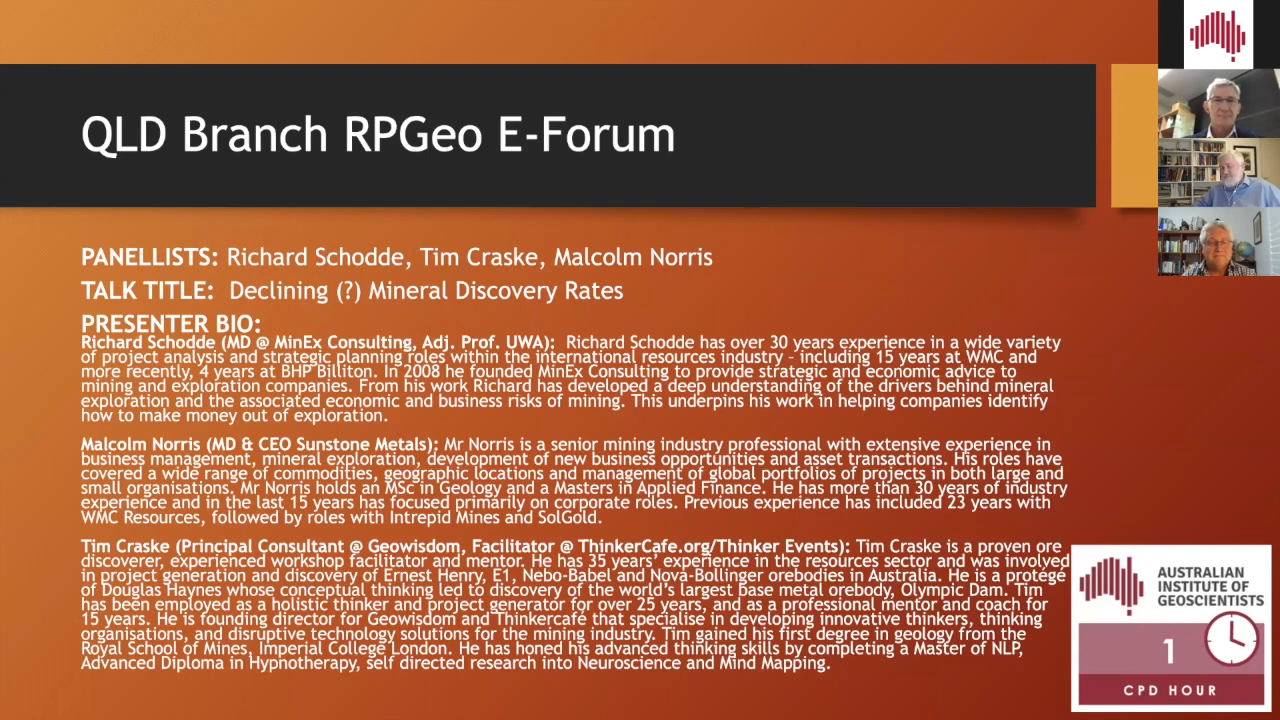 QLD Branch RPGeo E-Forum
PANELLISTS: Richard Schodde, Tim Craske, Malcolm Norris
TALK TITLE: Declining (?) Mineral Discovery Rates
PRESENTER BIO:
Richard Schodde (MD @ MinEx Consulting, Adj. Prof. UWA): Richard Schodde has over 30 years experience in a wide variety
of project analysis and strategic planning roles within the international resources industry – including 15 years at WMC and
more recently, 4 years at BHP Billiton. In 2008 he founded MinEx Consulting to provide strategic and economic advice to
mining and exploration companies. From his work Richard has developed a deep understanding of the drivers behind mineral
exploration and the associated economic and business risks of mining. This underpins his work in helping companies identify
how to make money out of exploration.
Malcolm Norris (MD & CEO Sunstone Metals): Mr Norris is a senior mining industry professional with extensive experience in
business management, mineral exploration, development of new business opportunities and asset transactions. His roles have
covered a wide range of commodities, geographic locations and management of global portfolios of projects in both large and
small organisations. Mr Norris holds an MSc in Geology and a Masters in Applied Finance. He has more than 30 years of industry
experience and in the last 15 years has focused primarily on corporate roles. Previous experience has included 23 years with
WMC Resources, followed by roles with Intrepid Mines and SolGold.
Tim Craske (Principal Consultant @ Geowisdom, Facilitator @ ThinkerCafe.org/Thinker Events): Tim Craske is a proven ore
discoverer, experienced workshop facilitator and mentor. He has 35 years’ experience in the resources sector and was involved
in project generation and discovery of Ernest Henry, E1, Nebo-Babel and Nova-Bollinger orebodies in Australia. He is a protégé
of Douglas Haynes whose conceptual thinking led to discovery of the world’s largest base metal orebody, Olympic Dam. Tim
has been employed as a holistic thinker and project generator for over 25 years, and as a professional mentor and coach for
15 years. He is founding director for Geowisdom and Thinkercafé that specialise in developing innovative thinkers, thinking
organisations, and disruptive technology solutions for the mining industry. Tim gained his first degree in geology from the
Royal School of Mines, Imperial College London. He has honed his advanced thinking skills by completing a Master of NLP,
Advanced Diploma in Hypnotherapy, self directed research into Neuroscience and Mind Mapping.
AUSTRALIAN
INSTITUTE OF
GEOSCIENTISTS
1
CPD HOUR